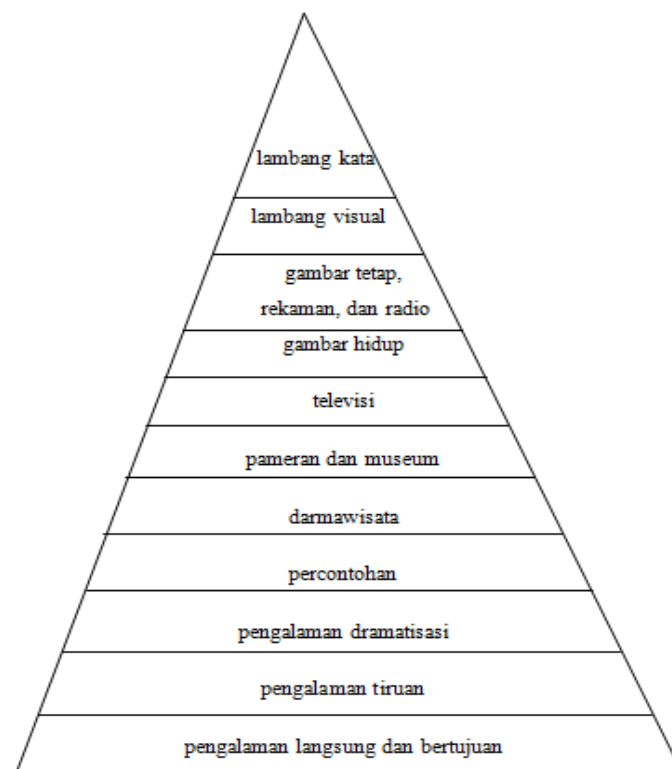 lambang kata
lambang visual
gambar tetap,
rekaman, dan radio
gambar hidup
televisi
pameran dan museum
darmawisata
percontohan
pengalaman dramatisasi
pengalaman tiruan
pengalaman langsung dan bertujuan